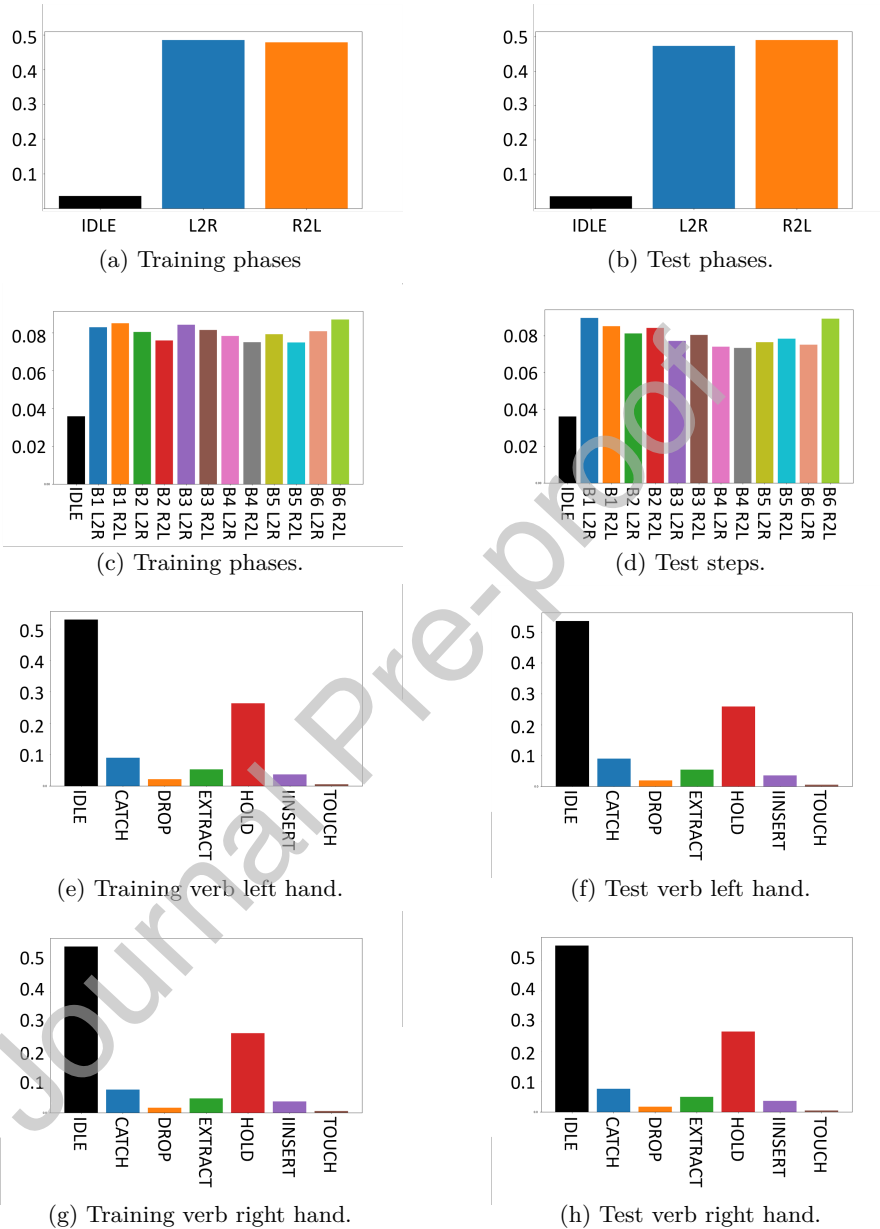 0.5
0.4
0.3
0.2
0.1
IDLE L2R R2L
(a) Training phases
0.5
0.4
0.3
0.2
0.1
IDLE L2R R2L
(b) Test phases.
0.08
0.06
0.04
0.02
IDLE
B1 L2R
B1 R2L
B2 L2R
B2 R2L
B3 L2R
B3 R2L
B4 L2R
B4 R2L
B5 L2R
B5 R2L
B6 L2R
B6 R2L
(c) Training phases.
0.08
0.06
0.04
0.02
IDLE
B1 L2R
B1 R2L
B2 L2R
B2 R2L
B3 L2R
B3 R2L
B4 L2R
B4 R2L
B5 L2R
B5 R2L
B6 L2R
B6 R2L
(d) Test steps.
0.5
0.4
0.3
0.2
0.1
IDLE
CATCH
DROP
EXTRACT
HOLD
IINSERT
TOUCH
(e) Training verb left hand.
0.5
0.4
0.3
0.2
0.1
IDLE
CATCH
DROP
EXTRACT
HOLD
IINSERT
TOUCH
(f) Test verb left hand.
0.5
0.4
0.3
0.2
0.1
IDLE
CATCH
DROP
EXTRACT
HOLD
IINSERT
TOUCH
(g) Training verb right hand.
0.5
0.4
0.3
0.2
0.1
IDLE
CATCH
DROP
EXTRACT
HOLD
IINSERT
TOUCH
(h) Test verb right hand.
Journal Pre-proof